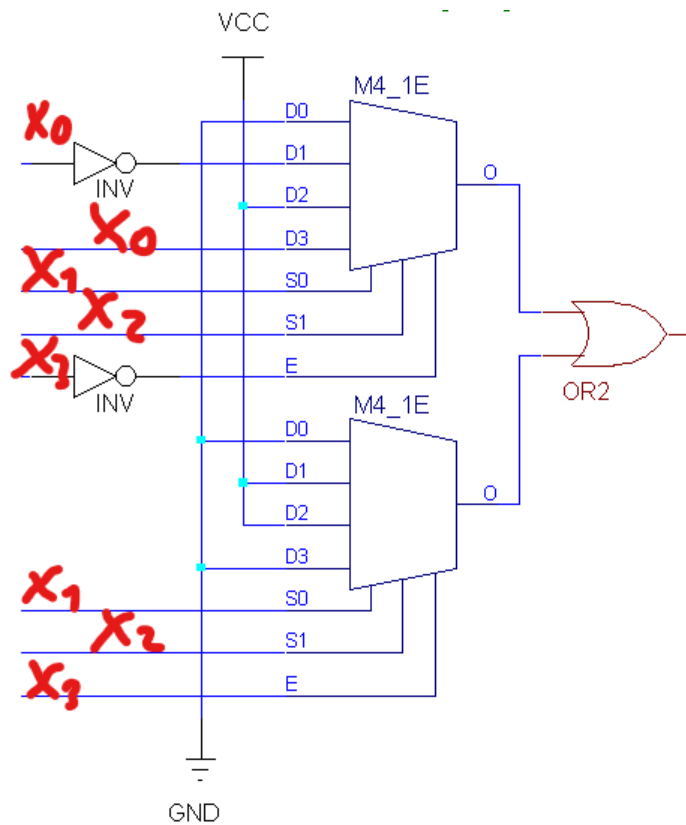 VCC
M4_1E
X0
D0
D1
INV
D2
O
X0
D3
X1
S0
X2
S1
X3
E
INV
OR2
M4_1E
D0
D1
D2
O
D3
X1
S0
X2
S1
X3
E
GND